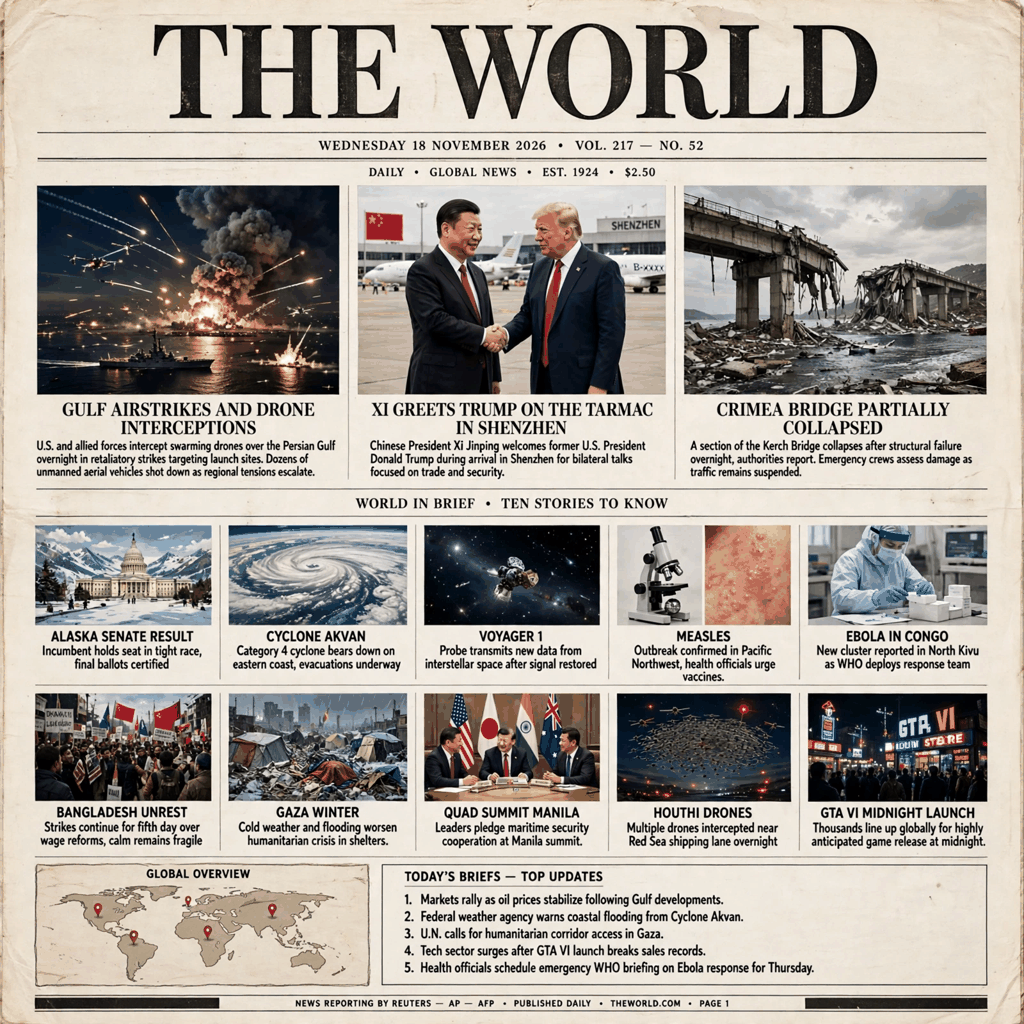 THE WORLD
WEDNESDAY 18 NOVEMBER 2026 • VOL. 217 — NO. 52
DAILY • GLOBAL NEWS • EST. 1924 • $2.50
SHENZHEN
B-XXXX
GULF AIRSTRIKES AND DRONE
INTERCEPTIONS
U.S. and allied forces intercept swarming drones over the Persian Gulf
overnight in retaliatory strikes targeting launch sites. Dozens of
unmanned aerial vehicles shot down as regional tensions escalate.
XI GREETS TRUMP ON THE TARMAC
IN SHENZHEN
Chinese President Xi Jinping welcomes former U.S. President
Donald Trump during arrival in Shenzhen for bilateral talks
focused on trade and security.
CRIMEA BRIDGE PARTIALLY
COLLAPSED
A section of the Kerch Bridge collapses after structural failure
overnight, authorities report. Emergency crews assess damage as
traffic remains suspended.
WORLD IN BRIEF • TEN STORIES TO KNOW
ALASKA SENATE RESULT
Incumbent holds seat in tight race,
final ballots certified
CYCLONE AKVAN
Category 4 cyclone bears down on
eastern coast, evacuations underway
VOYAGER 1
Probe transmits new data from
interstellar space after signal restored
MEASLES
Outbreak confirmed in Pacific
Northwest, health officials urge
vaccines.
EBOLA IN CONGO
New cluster reported in North Kivu
as WHO deploys response team
BANGLADESH UNREST
Strikes continue for fifth day over
wage reforms, calm remains fragile
GAZA WINTER
Cold weather and flooding worsen
humanitarian crisis in shelters.
QUAD SUMMIT MANILA
Leaders pledge maritime security
cooperation at Manila summit.
HOUTHI DRONES
Multiple drones intercepted near
Red Sea shipping lane overnight
GTA VI
STORE
GTA VI MIDNIGHT LAUNCH
Thousands line up globally for highly
anticipated game release at midnight.
GLOBAL OVERVIEW
TODAY'S BRIEFS — TOP UPDATES
1. Markets rally as oil prices stabilize following Gulf developments.
2. Federal weather agency warns coastal flooding from Cyclone Akvan.
3. U.N. calls for humanitarian corridor access in Gaza.
4. Tech sector surges after GTA VI launch breaks sales records.
5. Health officials schedule emergency WHO briefing on Ebola response for Thursday.
NEWS REPORTING BY REUTERS — AP — AFP • PUBLISHED DAILY • THEWORLD.COM • PAGE 1